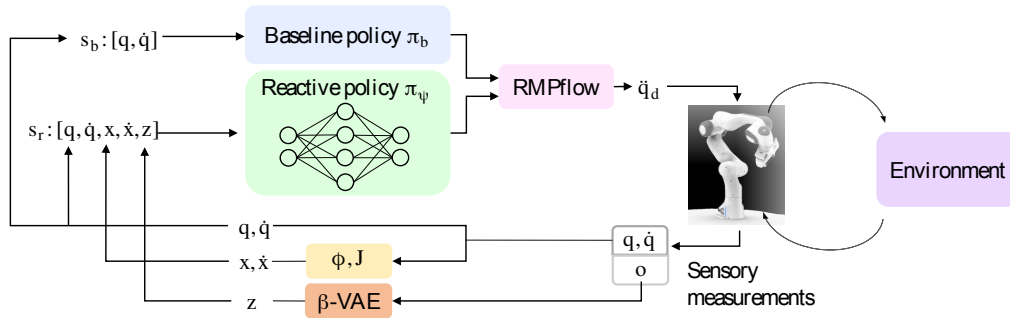 s_b:[q,q̇]
Baseline policy π_b
Reactive policy π_ψ
s_r:[q,q̇,x,ẋ,z]
RMPflow
q̈_d
Environment
q,q̇
x,ẋ
z
ϕ,J
β-VAE
q,q̇
o
Sensory
measurements